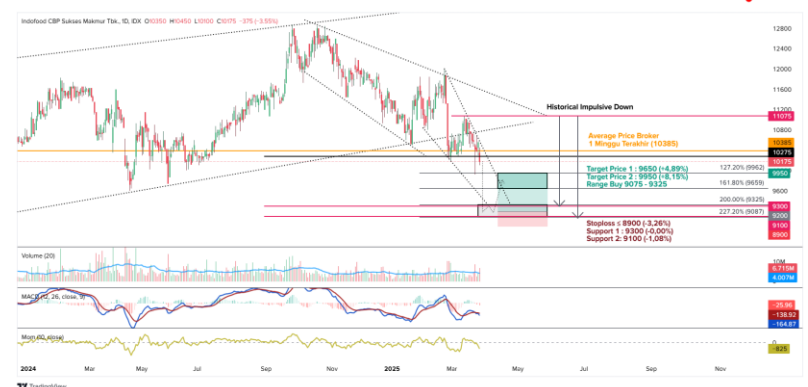 Indofood CBP Sukses Makmur Tbk., 1D, IDX O10350 H10450 L10100 C10175 -375 (-3.55%)
12800
12400
12000
11600
11200
Historical Impulsive Down
11075
10800
Average Price Broker
1 Minggu Terakhir (10385)
10385
10275
10175
127.20% (9962)
Target Price 1 : 9650 (+4,89%)
Target Price 2 : 9950 (+8,15%)
Range Buy 9075 - 9325
9950
161.80% (9659)
9600
200.00% (9325)
9300
227.20% (9087)
9200
Stoploss ≤ 8900 (-3,26%)
Support 1 : 9300 (-0,00%)
Support 2: 9100 (-1,08%)
9100
8900
Volume (20)
10M
6.715M
4.007M
MACD (12, 26, close, 9)
-25.96
-138.92
-164.87
Mom (10, close)
0
-825
2024 Mar May Jul Sep Nov 2025 Mar May Jul Sep Nov
TradingView